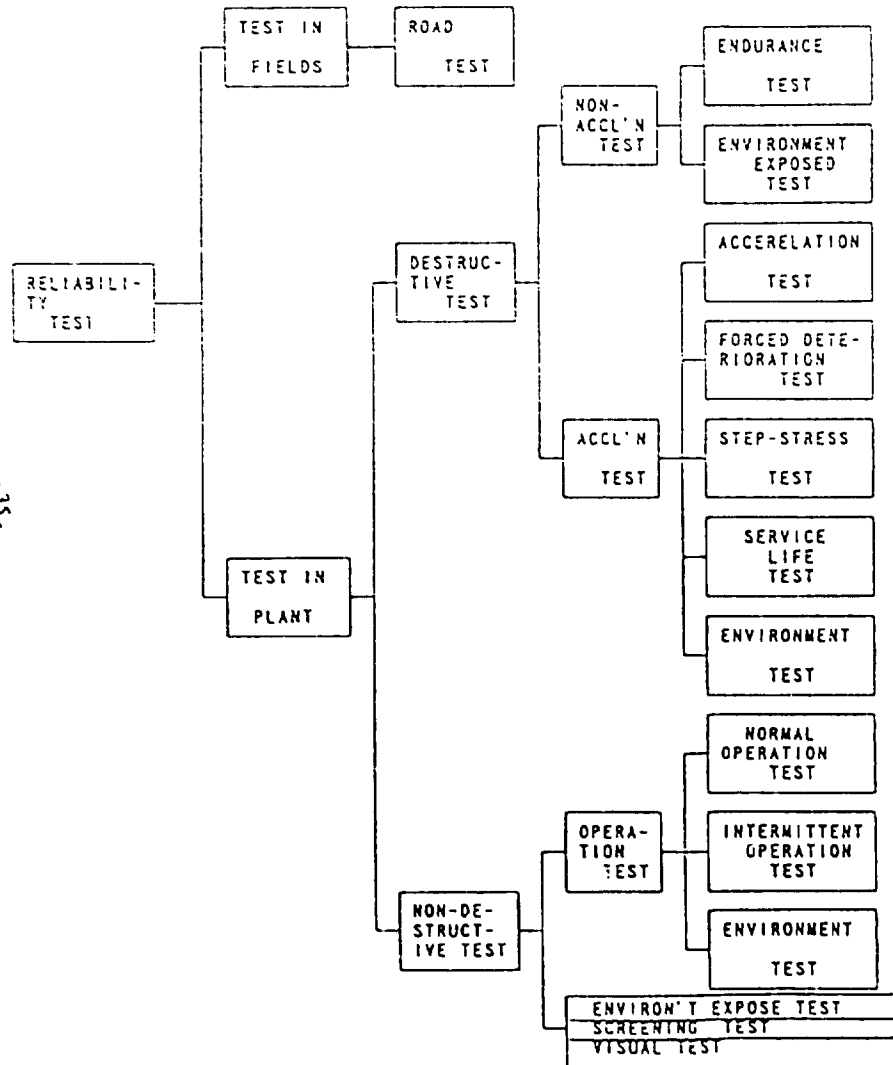 TEST IN
FIELDS
ROAD
TEST
ENDURANCE
TEST
NON-
ACCL'N
TEST
ENVIRONMENT
EXPOSED
TEST
RELIABILI-
TY
TEST
DESTRUC-
TIVE
TEST
ACCERELATION
TEST
FORCED DETE-
RIORATION
TEST
ACCL'N
TEST
STEP-STRESS
TEST
SERVICE
LIFE
TEST
TEST IN
PLANT
ENVIRONMENT
TEST
NORMAL
OPERATION
TEST
OPERA-
TION
TEST
INTERMITTENT
OPERATION
TEST
NON-DE-
STRUCT-
IVE TEST
ENVIRONMENT
TEST
ENVIRON'T EXPOSE TEST
SCREENING TEST
VISUAL TEST